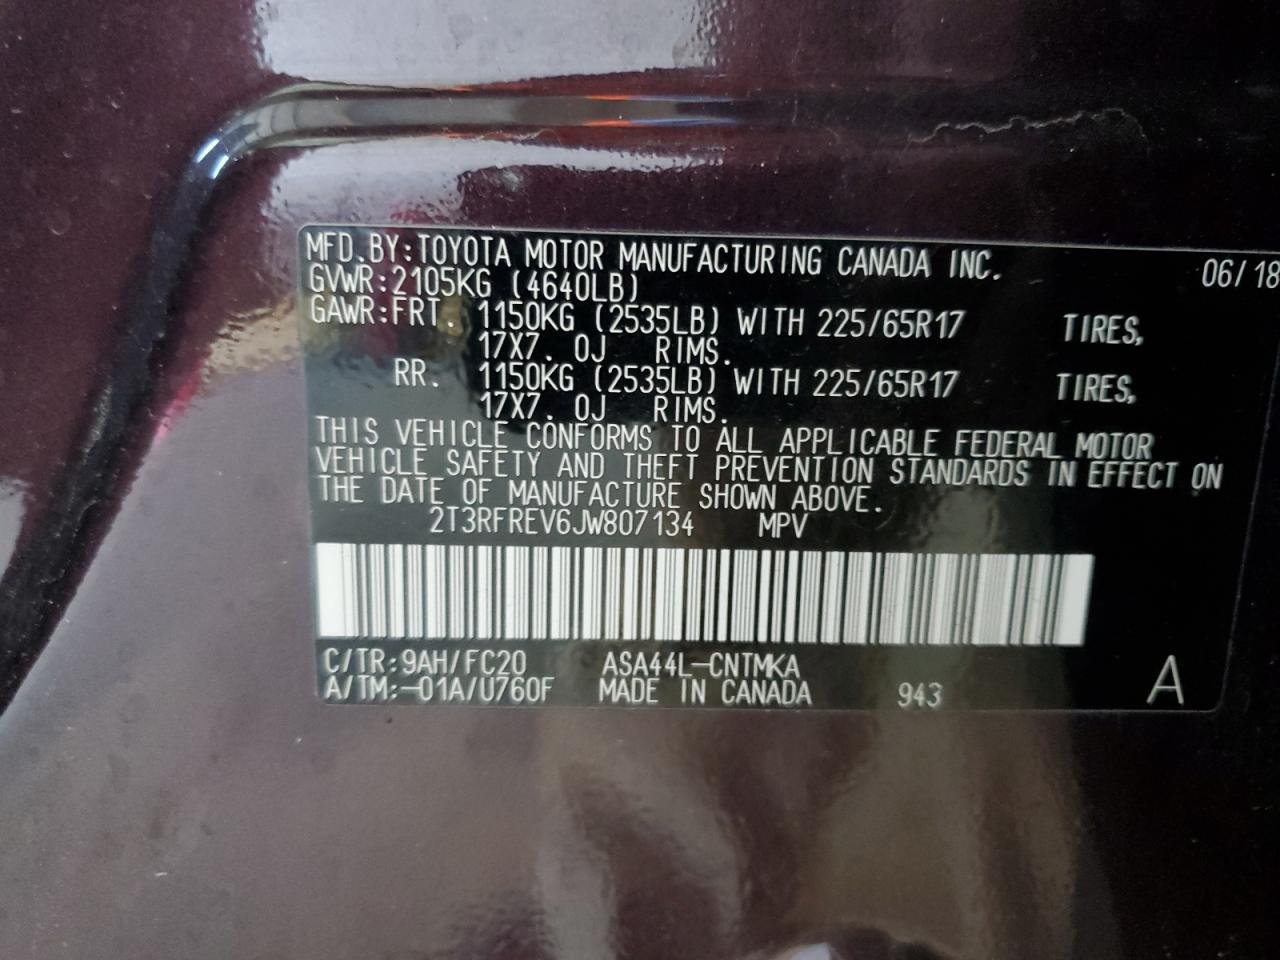 MFD.BY:TOYOTA MOTOR MANUFACTURING CANADA INC. 06/18
GVWR:2105KG (4640LB)
GAWR:FRT. 1150KG (2535LB) WITH 225/65R17 TIRES,
17X7.0J RIMS.
RR. 1150KG (2535LB) WITH 225/65R17 TIRES,
17X7.0J RIMS.
THIS VEHICLE CONFORMS TO ALL APPLICABLE FEDERAL MOTOR
VEHICLE SAFETY AND THEFT PREVENTION STANDARDS IN EFFECT ON
THE DATE OF MANUFACTURE SHOWN ABOVE.
2T3RFREV6JW807134 MPV
C/TR:9AH/FC20 ASA44L-CNTMKA A
A/TM:-01A/U760F MADE IN CANADA 943